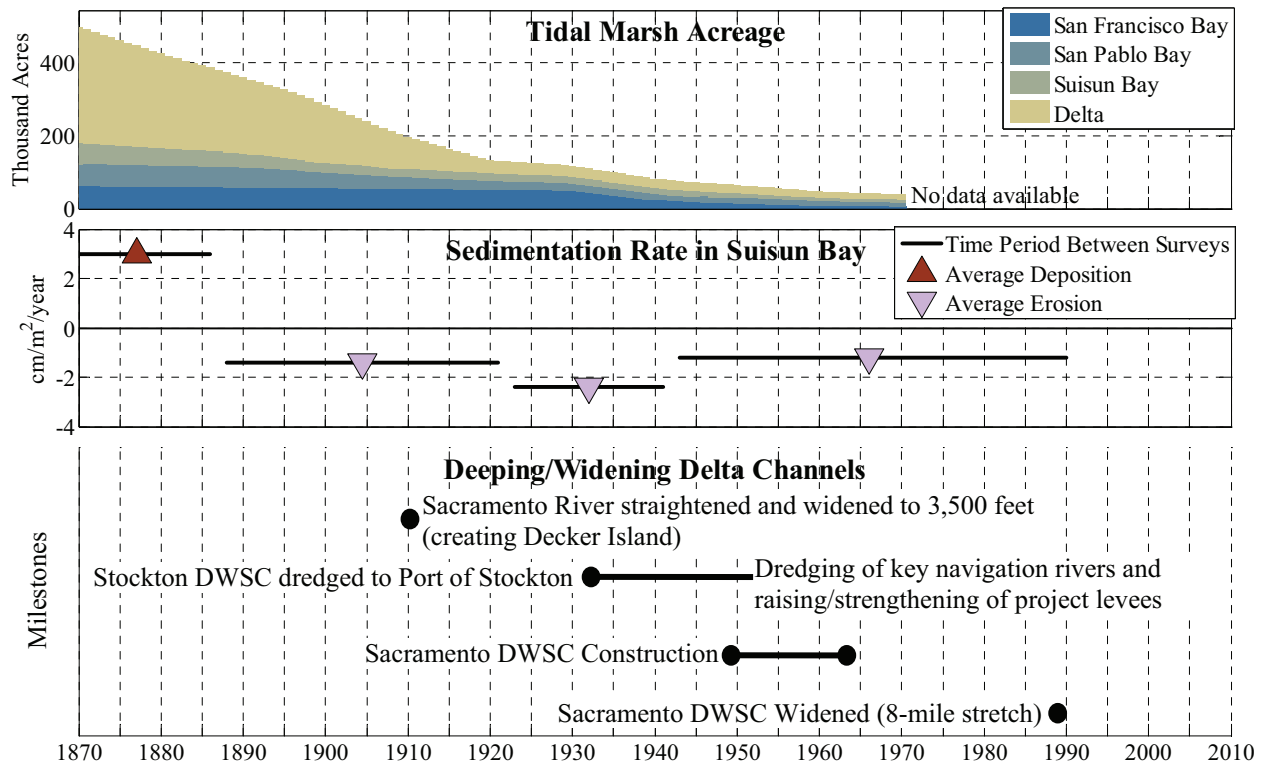 Tidal Marsh Acreage
San Francisco Bay
San Pablo Bay
Suisun Bay
Delta
Thousand Acres
400
200
0
No data available
Sedimentation Rate in Suisun Bay
Time Period Between Surveys
Average Deposition
Average Erosion
cm/m²/year
4
2
0
-2
-4
Deeping/Widening Delta Channels
Sacramento River straightened and widened to 3,500 feet
(creating Decker Island)
Stockton DWSC dredged to Port of Stockton
Dredging of key navigation rivers and
raising/strengthening of project levees
Sacramento DWSC Construction
Sacramento DWSC Widened (8-mile stretch)
Milestones
1870 1880 1890 1900 1910 1920 1930 1940 1950 1960 1970 1980 1990 2000 2010